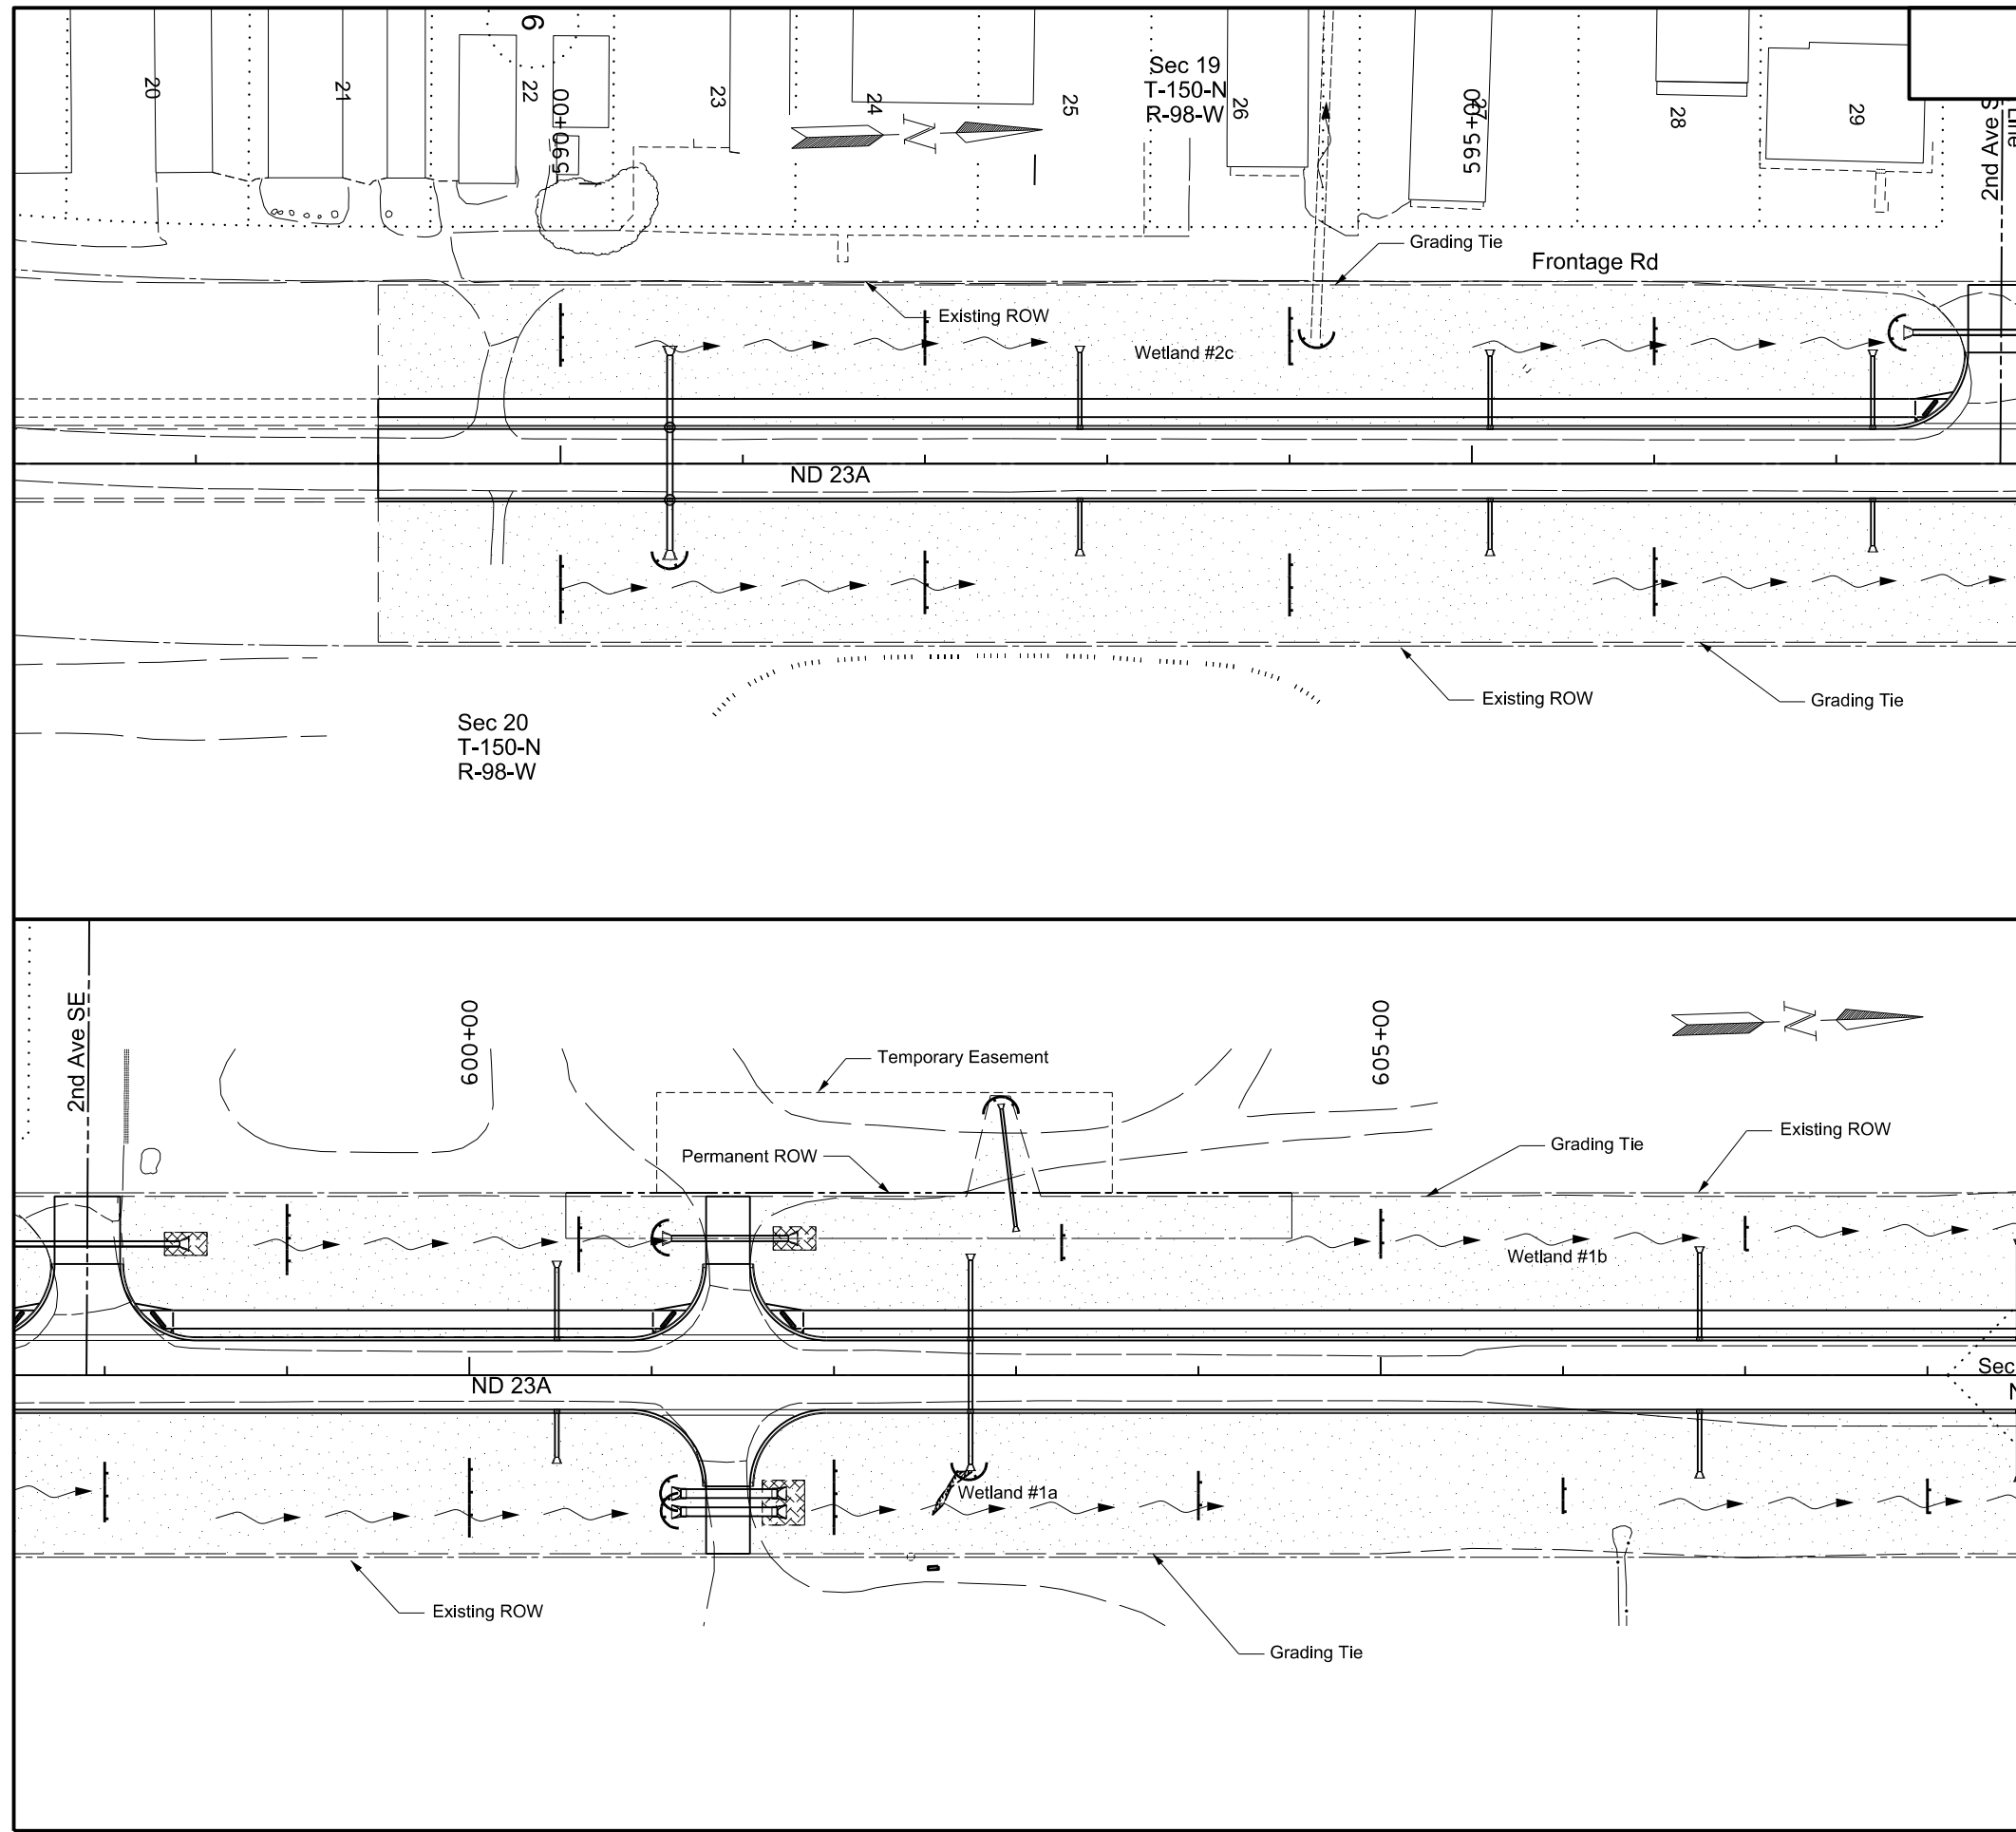 6
20
21
22
590+00
23
24
25
Sec 19
T-150-N
R-98-W
26
27
595+00
28
29
2nd Ave S
Line
N
Grading Tie
Frontage Rd
Existing ROW
Wetland #2c
ND 23A
Existing ROW
Grading Tie
Sec 20
T-150-N
R-98-W
2nd Ave SE
600+00
605+00
N
Temporary Easement
Permanent ROW
Grading Tie
Existing ROW
Wetland #1b
Sec
N
ND 23A
Wetland #1a
Existing ROW
Grading Tie